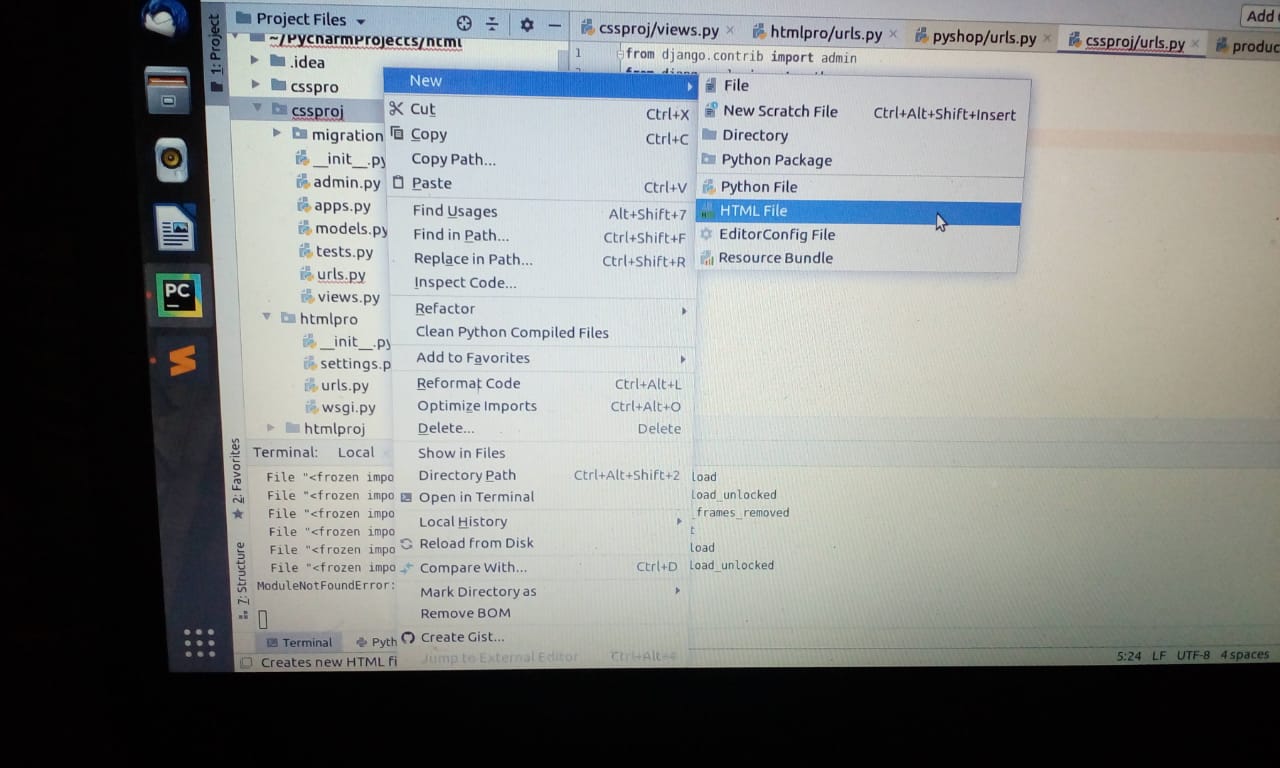 Project Files
Add
cssproj/views.py
htmlpro/urls.py
pyshop/urls.py
cssproj/urls.py
produc
1: Project
~/PycharmProjects/html
.idea
csspro
cssproj
migration
__init__.py
admin.py
apps.py
models.py
tests.py
urls.py
views.py
htmlpro
__init__.py
settings.p
urls.py
wsgi.py
htmlproj
1
from django.contrib import admin
New
Cut Ctrl+X
Copy Ctrl+C
Copy Path...
Paste Ctrl+V
Find Usages Alt+Shift+7
Find in Path... Ctrl+Shift+F
Replace in Path... Ctrl+Shift+R
Inspect Code...
Refactor
Clean Python Compiled Files
Add to Favorites
Reformat Code Ctrl+Alt+L
Optimize Imports Ctrl+Alt+O
Delete... Delete
Show in Files
Directory Path Ctrl+Alt+Shift+2
Open in Terminal
Local History
Reload from Disk
Compare With... Ctrl+D
Mark Directory as
Remove BOM
Create Gist...
Jump to External Editor Ctrl+Alt+4
File
New Scratch File Ctrl+Alt+Shift+Insert
Directory
Python Package
Python File
HTML File
EditorConfig File
Resource Bundle
PC
2: Favorites
7: Structure
Terminal: Local
File "<frozen impo load
File "<frozen impo load_unlocked
File "<frozen impo _frames_removed
File "<frozen impo t
File "<frozen impo load
File "<frozen impo load_unlocked
ModuleNotFoundError:
Terminal
Pyth
Creates new HTML fi
5:24 LF UTF-8 4 spaces